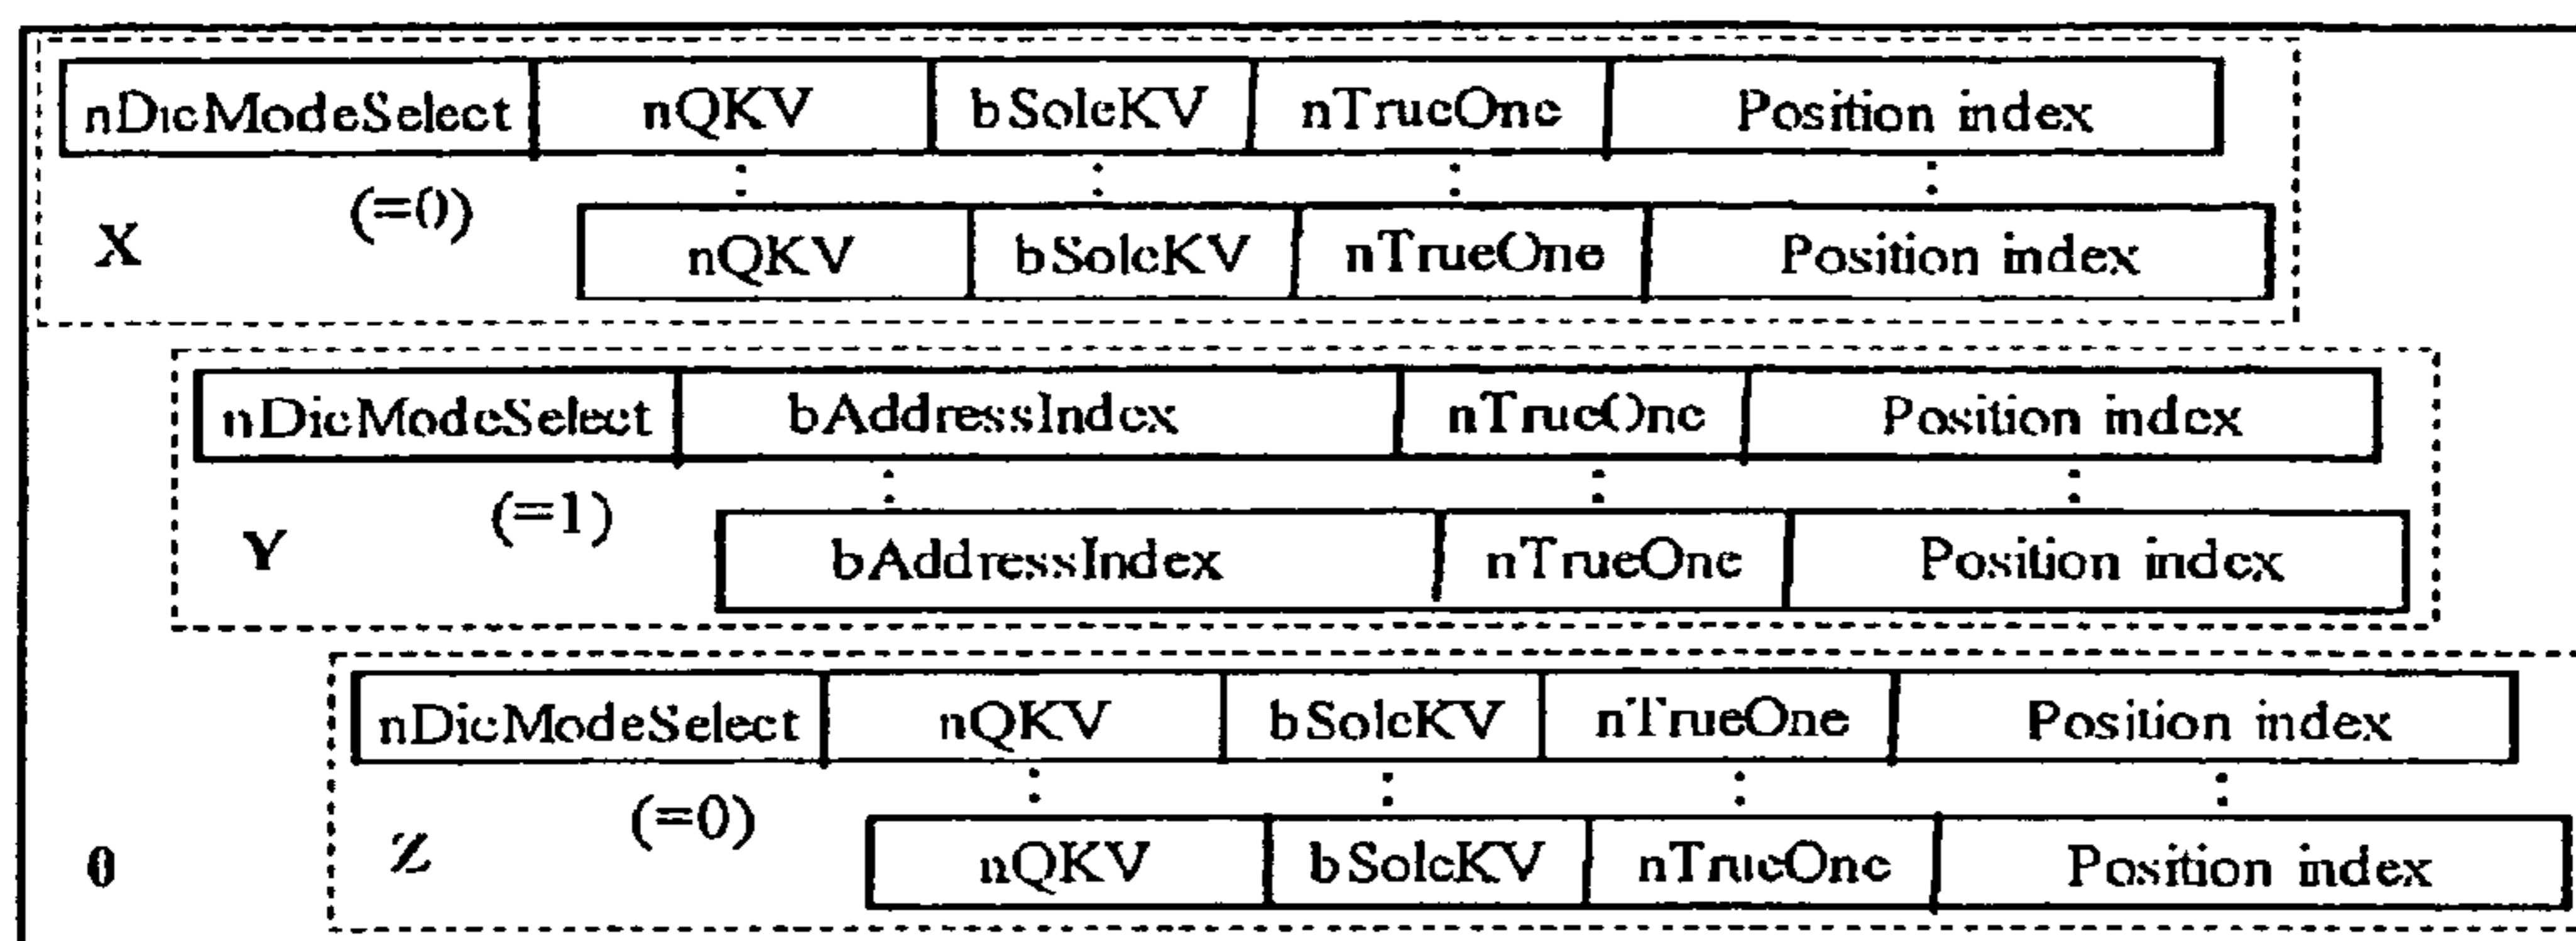 nDicModeSelect nQKV bSoleKV nTrueOne Position index
(=0)
X nQKV bSoleKV nTrueOne Position index
nDicModeSelect bAddressIndex nTrueOne Position index
(=1)
Y bAddressIndex nTrueOne Position index
nDicModeSelect nQKV bSoleKV nTrueOne Position index
(=0)
0 Z nQKV bSoleKV nTrueOne Position index